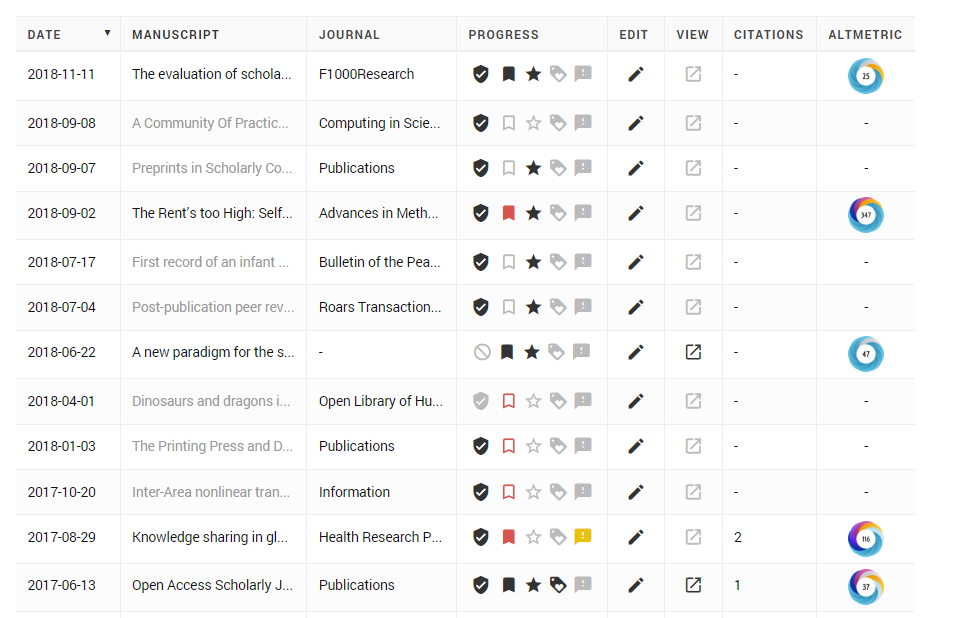 DATE ▼ MANUSCRIPT JOURNAL PROGRESS EDIT VIEW CITATIONS ALTMETRIC
2018-11-11 The evaluation of schola... F1000Research - 25
2018-09-08 A Community Of Practic... Computing in Scie... - -
2018-09-07 Preprints in Scholarly Co... Publications - -
2018-09-02 The Rent's too High: Self... Advances in Meth... - 347
2018-07-17 First record of an infant ... Bulletin of the Pea... - -
2018-07-04 Post-publication peer rev... Roars Transaction... - -
2018-06-22 A new paradigm for the s... - - 47
2018-04-01 Dinosaurs and dragons i... Open Library of Hu... - -
2018-01-03 The Printing Press and D... Publications - -
2017-10-20 Inter-Area nonlinear tran... Information - -
2017-08-29 Knowledge sharing in gl... Health Research P... 2 116
2017-06-13 Open Access Scholarly J... Publications 1 37